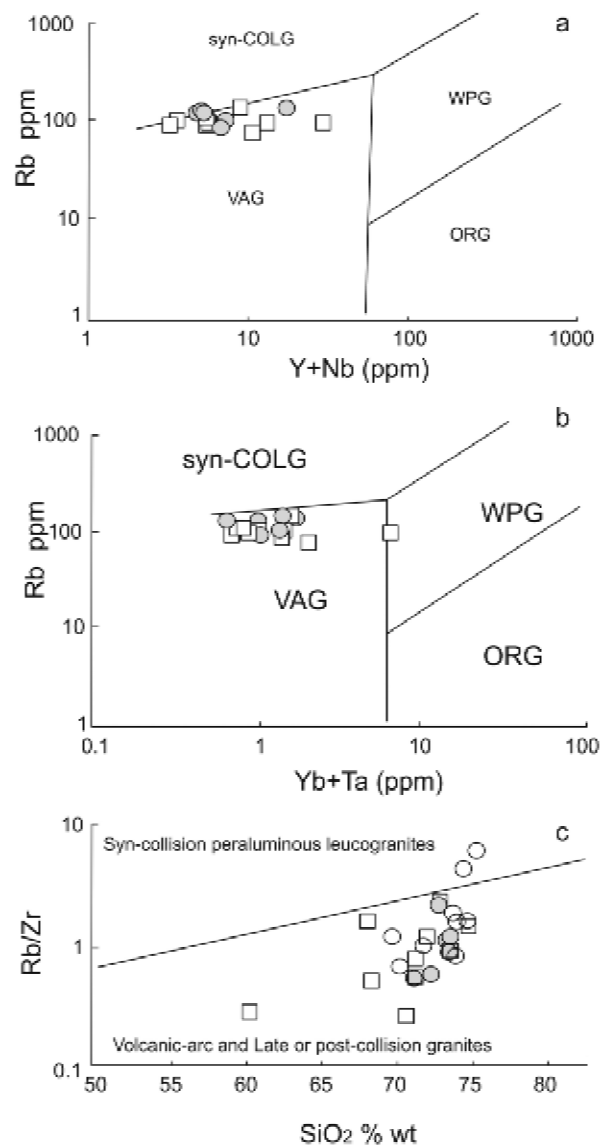 1000
syn-COLG
a
100
WPG
Rb ppm
VAG
10
ORG
1
1 10 100 1000
Y+Nb (ppm)
1000
syn-COLG
b
100
WPG
Rb ppm
VAG
10
ORG
1
0.1 1 10 100
Yb+Ta (ppm)
10
Syn-collision peraluminous leucogranites
c
Rb/Zr
1
Volcanic-arc and Late or post-collision granites
0.1
50 55 60 65 70 75 80
SiO2 % wt